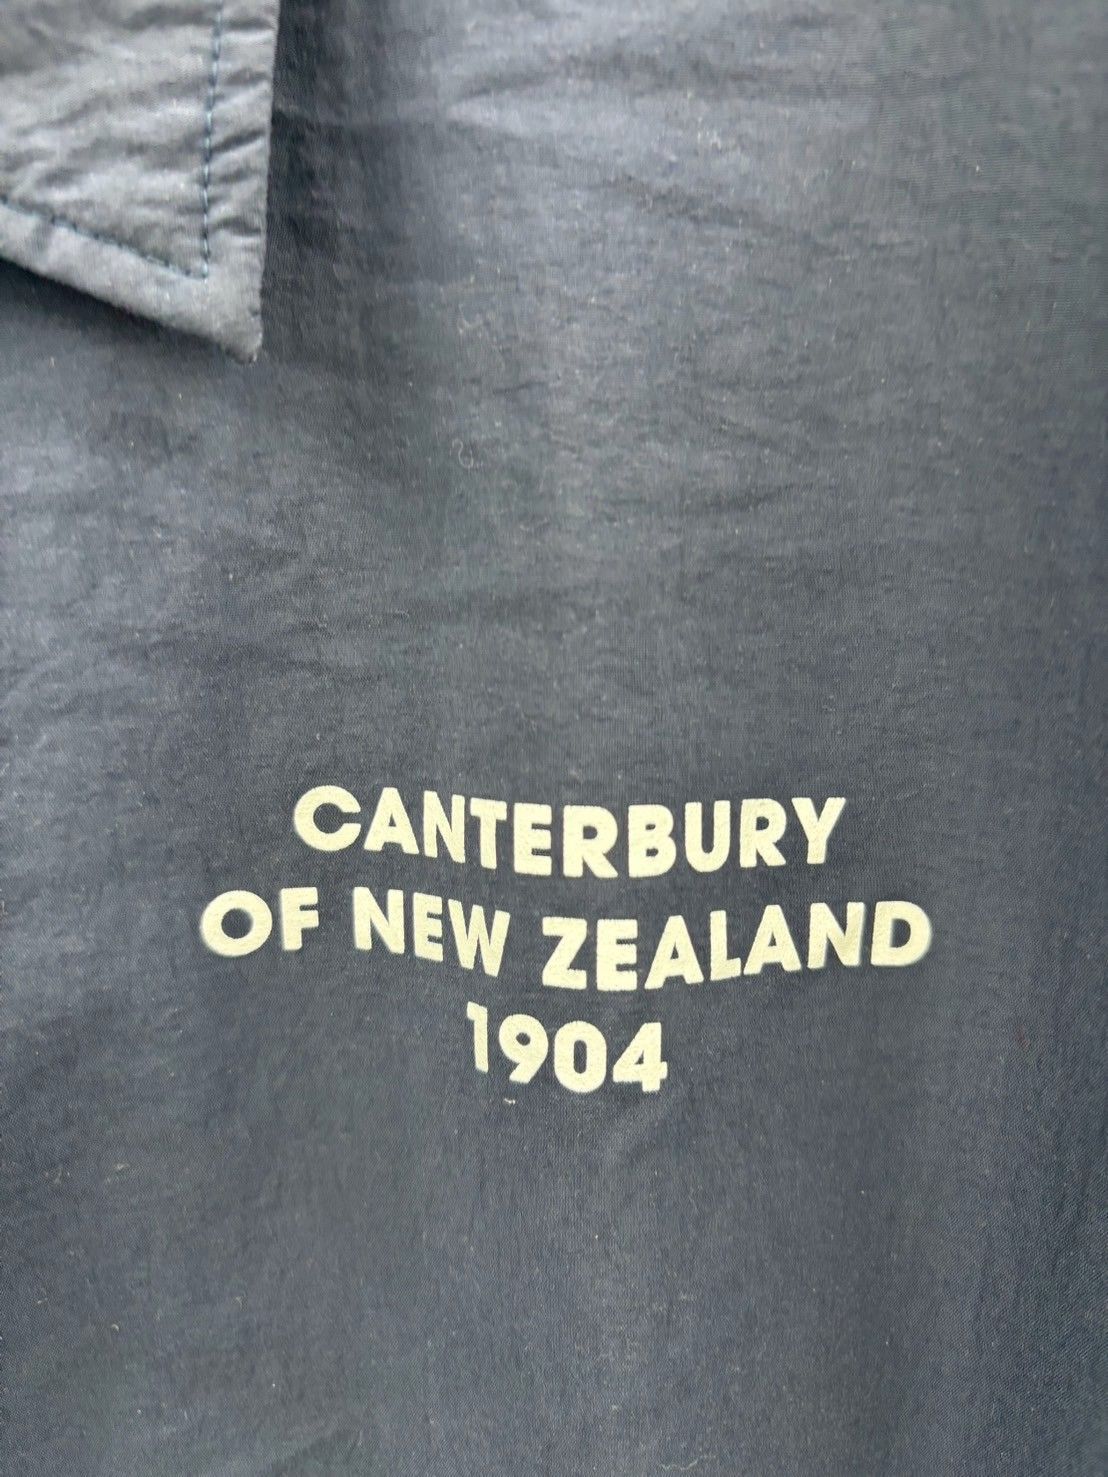 CANTERBURY
OF NEW ZEALAND
1904